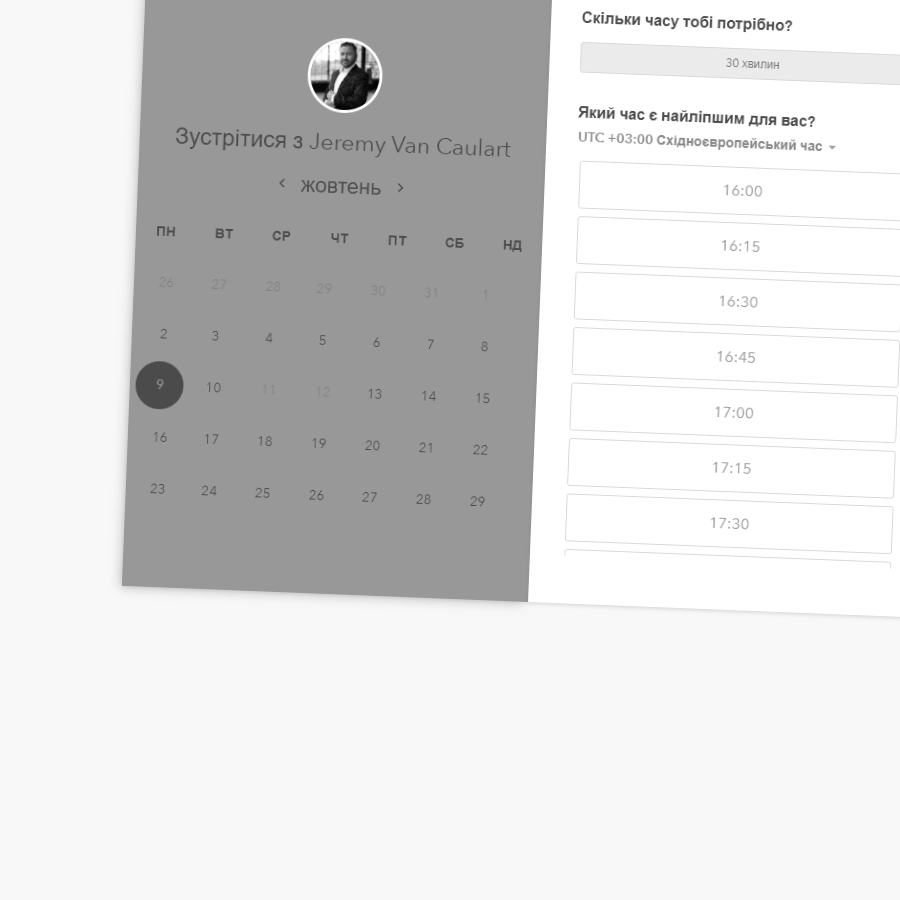 Зустрітися з Jeremy Van Caulart
жовтень
ПН ВТ СР ЧТ ПТ СБ НД
26 27 28 29 30 31 1
2 3 4 5 6 7 8
9 10 11 12 13 14 15
16 17 18 19 20 21 22
23 24 25 26 27 28 29
Скільки часу тобі потрібно?
30 хвилин
Який час є найліпшим для вас?
UTC +03:00 Східноєвропейський час
16:00
16:15
16:30
16:45
17:00
17:15
17:30